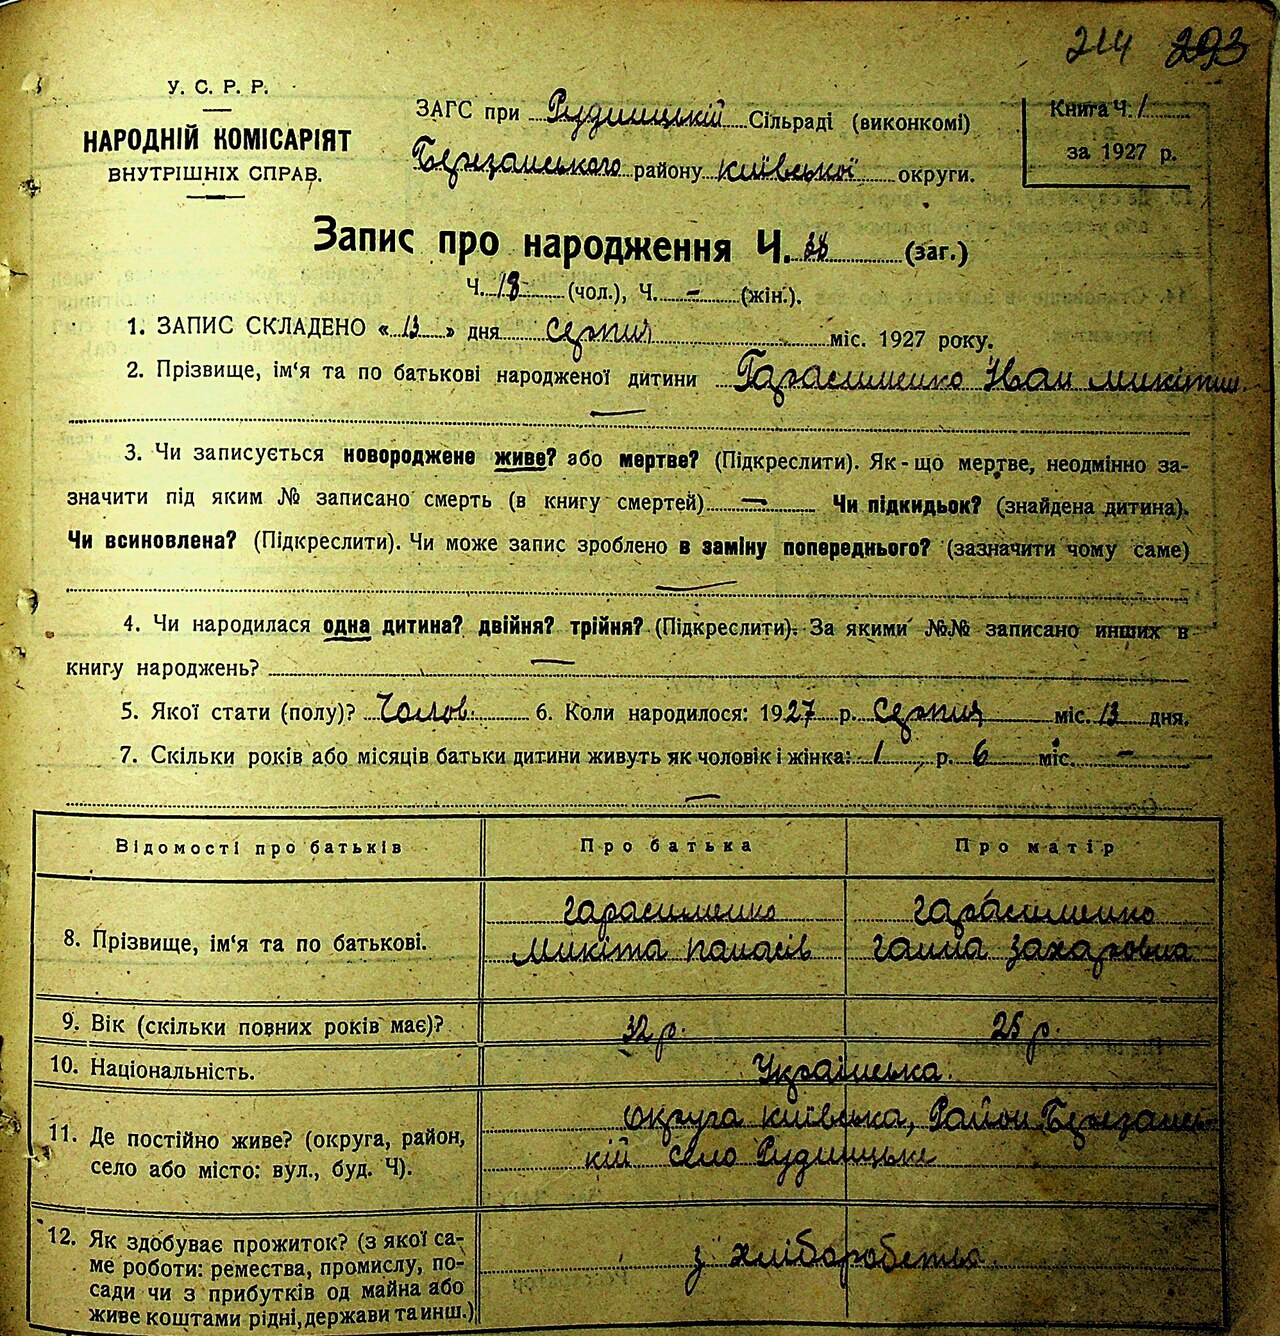 214 293
У. С. Р. Р.
НАРОДНІЙ КОМІСАРІЯТ
ВНУТРІШНІХ СПРАВ.
ЗАГС при Рудницькій Сільраді (виконкомі)
Березанського району Київської округи.
Книга Ч. 1
за 1927 р.
Запис про народження Ч. 38 (заг.)
Ч. 18 (чол.), Ч. - (жін.).
1. ЗАПИС СКЛАДЕНО « 13 » дня серпня міс. 1927 року.
2. Прізвище, ім‘я та по батькові народженої дитини Гарасименко Іван Микітин.
3. Чи записується новороджене живе? або мертве? (Підкреслити). Як-що мертве, неодмінно за-
значити під яким № записано смерть (в книгу смертей) — Чи підкидьок? (знайдена дитина).
Чи всиновлена? (Підкреслити). Чи може запис зроблено в заміну попереднього? (зазначити чому саме)
4. Чи народилася одна дитина? двійня? трійня? (Підкреслити). За якими №№ записано инших в
книгу народжень? —
5. Якої стати (полу)? Чолов. 6. Коли народилося: 1927 р. серпня міс. 13 дня.
7. Скільки років або місяців батьки дитини живуть як чоловік і жінка: 1 р. 6 міс. -
Відомості про батьків Про батька Про матір
8. Прізвище, ім‘я та по батькові.
Гарасименко Гарасименко
Микіта Панасів Ганна Захаровна
9. Вік (скільки повних років має)? 32 р. 25 р.
10. Національність. Українська.
11. Де постійно живе? (округа, район,
село або місто: вул., буд. Ч).
округа Київська, Район Березансь-
кій село Рудницьке
12. Як здобуває прожиток? (з якої са-
ме роботи: ремества, промислу, по-
сади чи з прибутків од майна або
живе коштами рідні, держави та инш.)
з хліборобства.